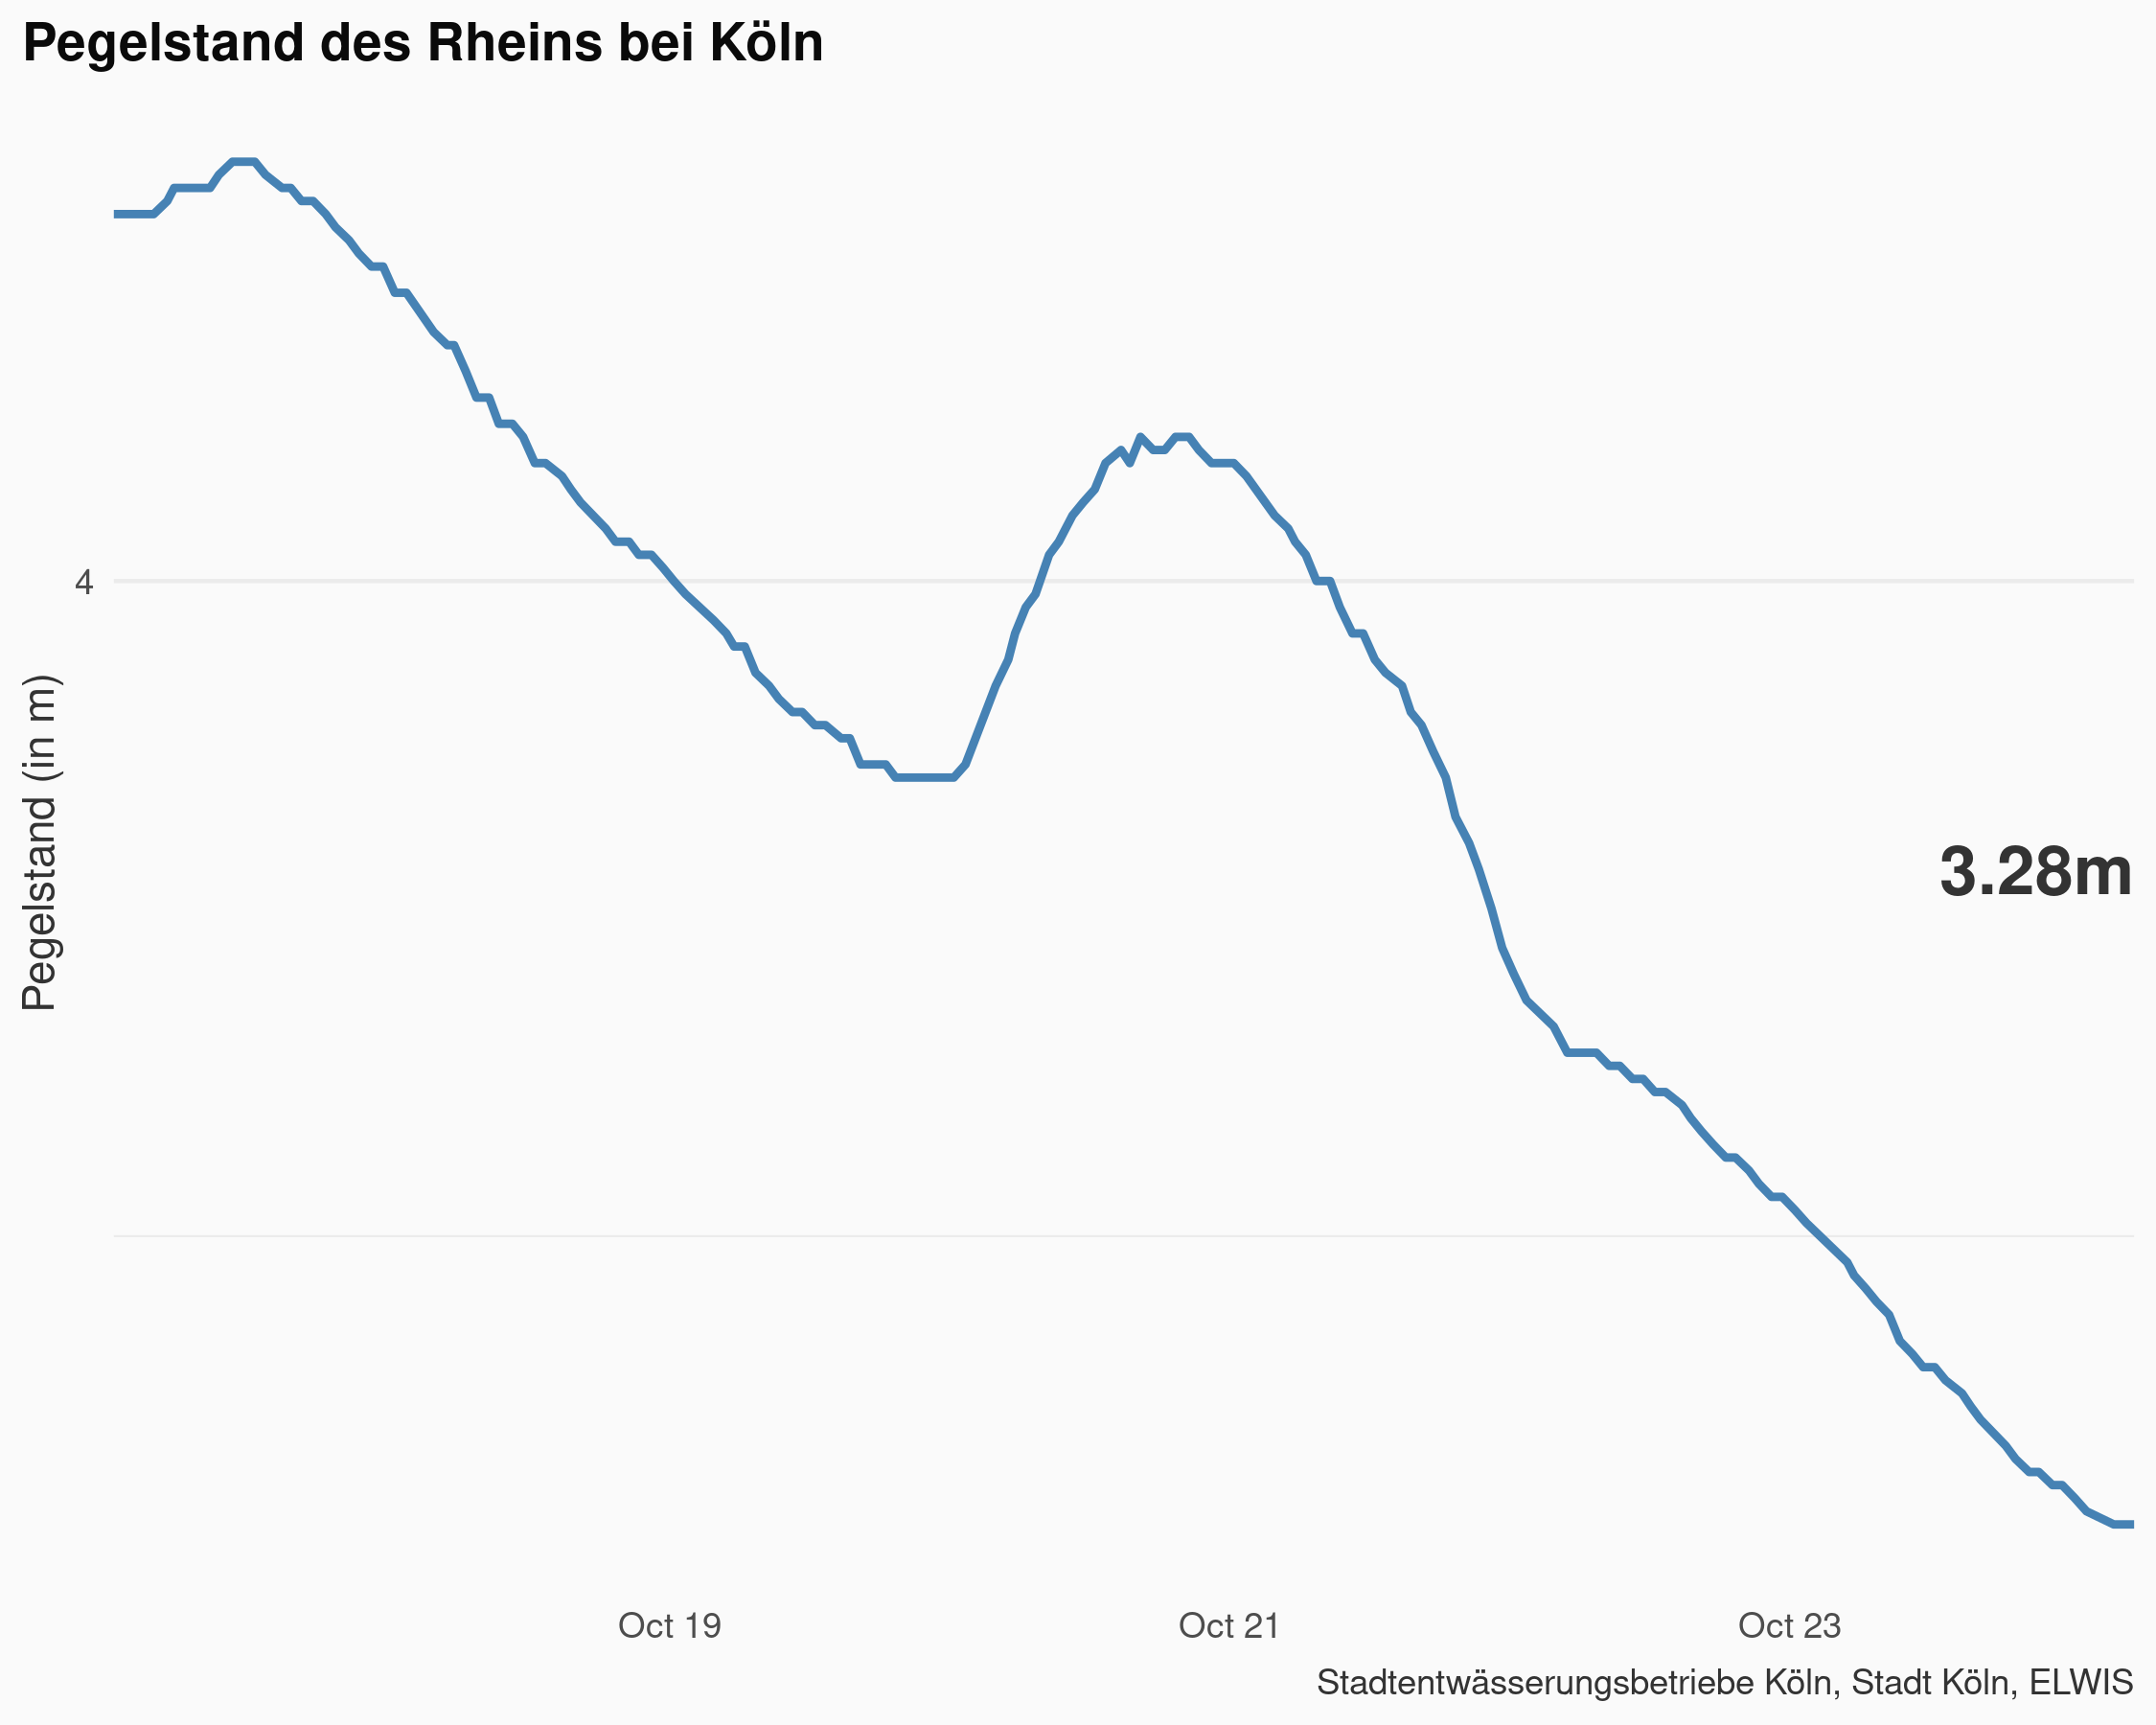 Pegelstand des Rheins bei Köln
Pegelstand (in m)
4
3.28m
Oct 19
Oct 21
Oct 23
Stadtentwässerungsbetriebe Köln, Stadt Köln, ELWIS